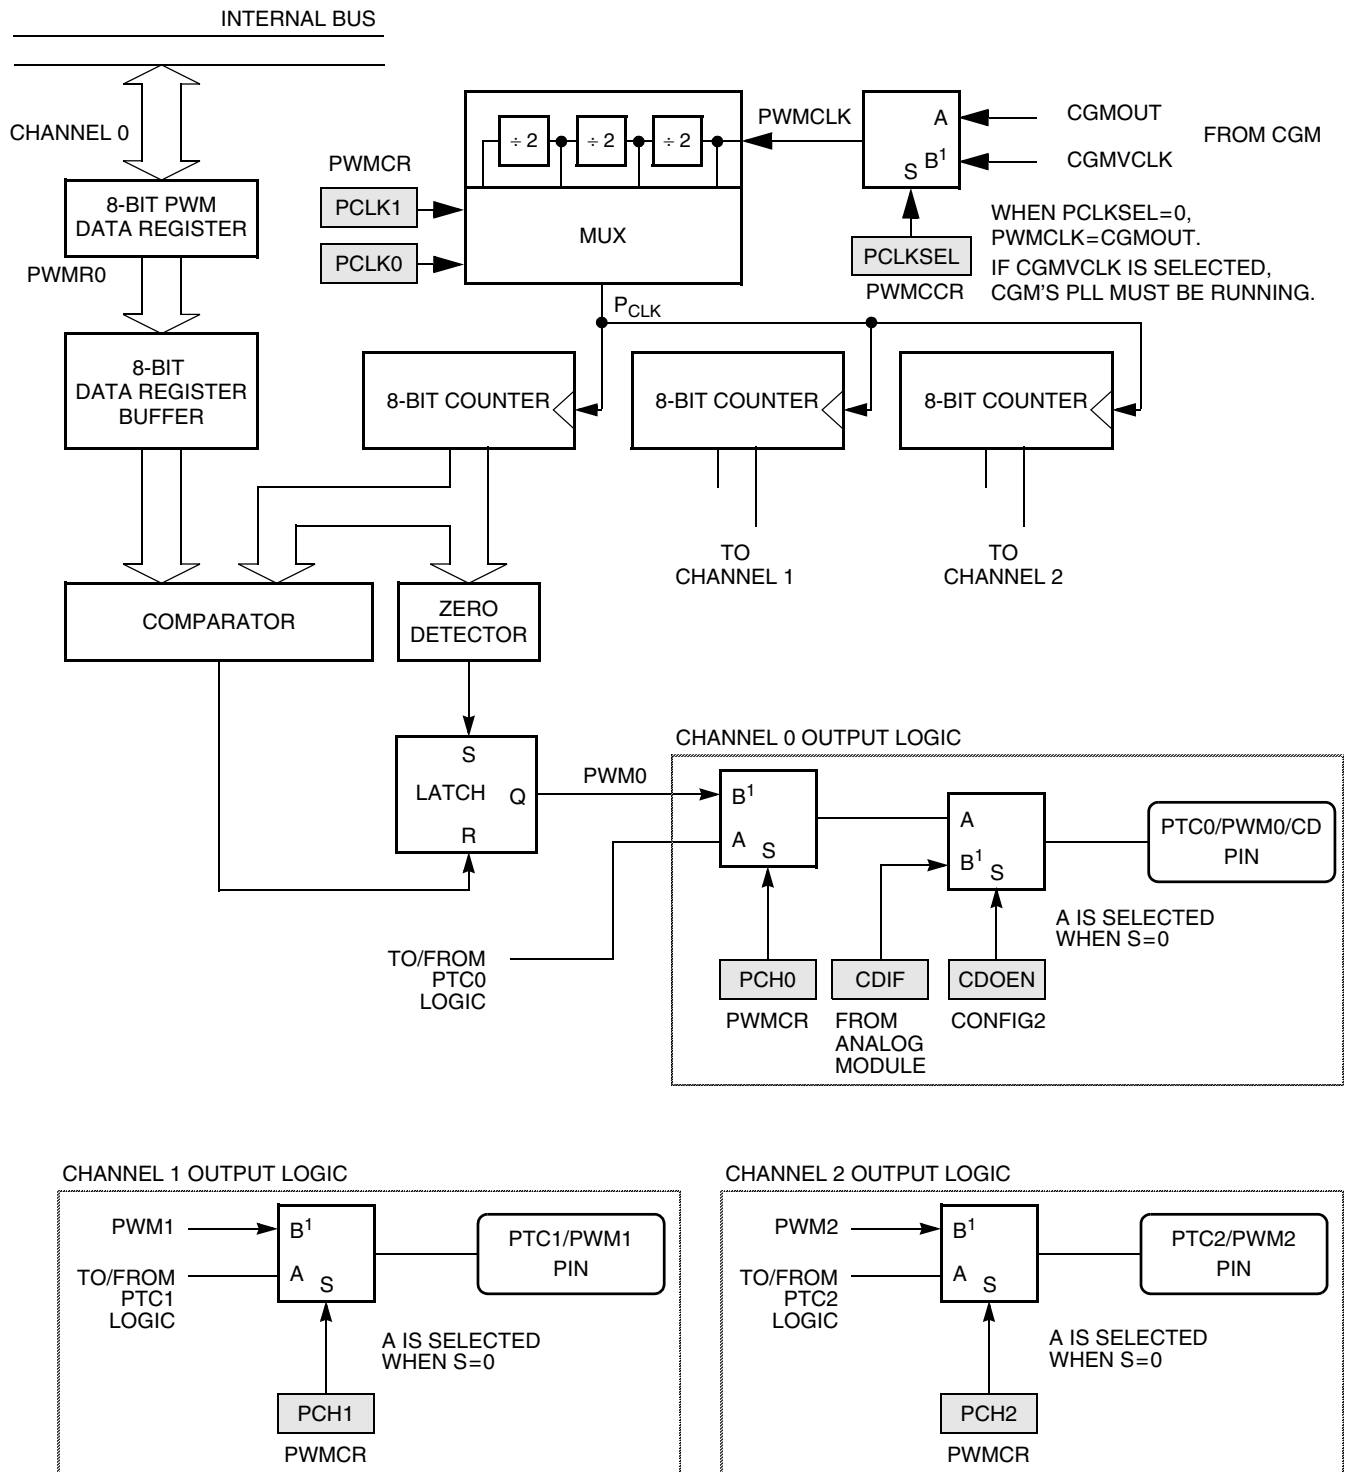 INTERNAL BUS
CHANNEL 0
8-BIT PWM
DATA REGISTER
PWMR0
8-BIT
DATA REGISTER
BUFFER
PWMCR
PCLK1
PCLK0
÷ 2
÷ 2
÷ 2
MUX
PWMCLK
A
B1
S
CGMOUT
CGMVCLK
FROM CGM
PCLKSEL
PWMCCR
WHEN PCLKSEL=0,
PWMCLK=CGMOUT.
IF CGMVCLK IS SELECTED,
CGM'S PLL MUST BE RUNNING.
PCLK
8-BIT COUNTER
8-BIT COUNTER
8-BIT COUNTER
TO
CHANNEL 1
TO
CHANNEL 2
COMPARATOR
ZERO
DETECTOR
S
LATCH
Q
R
PWM0
CHANNEL 0 OUTPUT LOGIC
B1
A
S
A
B1
S
PTC0/PWM0/CD
PIN
A IS SELECTED
WHEN S=0
TO/FROM
PTC0
LOGIC
PCH0
PWMCR
CDIF
FROM
ANALOG
MODULE
CDOEN
CONFIG2
CHANNEL 1 OUTPUT LOGIC
PWM1
B1
A
S
TO/FROM
PTC1
LOGIC
PTC1/PWM1
PIN
A IS SELECTED
WHEN S=0
PCH1
PWMCR
CHANNEL 2 OUTPUT LOGIC
PWM2
B1
A
S
TO/FROM
PTC2
LOGIC
PTC2/PWM2
PIN
A IS SELECTED
WHEN S=0
PCH2
PWMCR